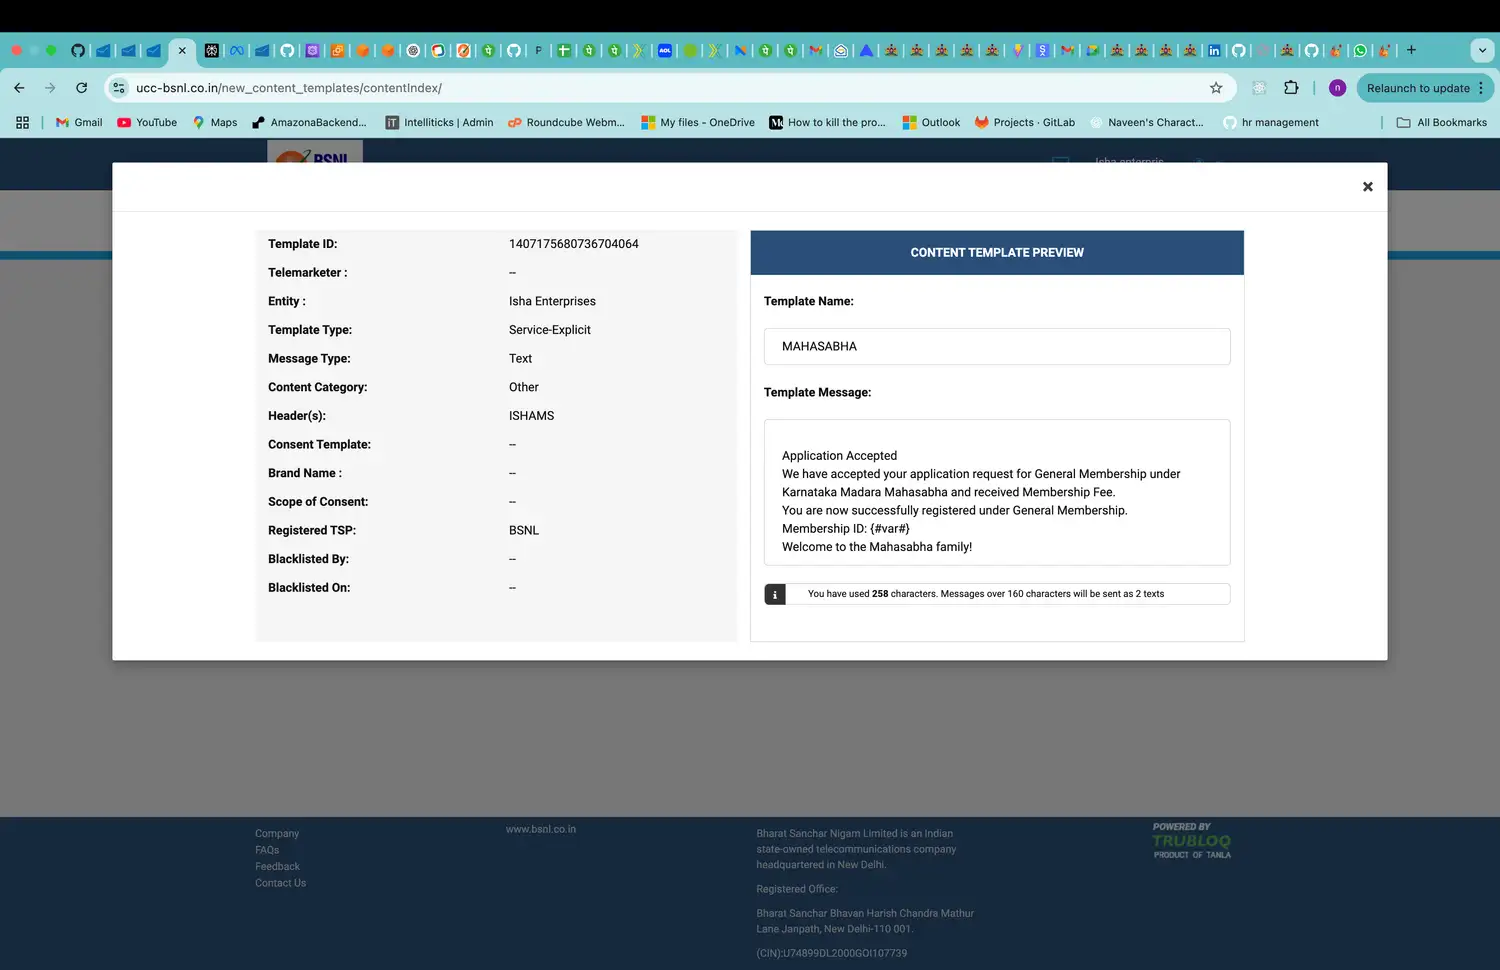 ucc-bsnl.co.in/new_content_templates/contentIndex/
n
Relaunch to update
Gmail
YouTube
Maps
AmazonaBackend...
iT
Intelliticks | Admin
cP
Roundcube Webm...
My files - OneDrive
How to kill the pro...
Outlook
Projects · GitLab
Naveen's Charact...
hr management
All Bookmarks
BSNL
Isha enterpris
Template ID: 1407175680736704064
Telemarketer : --
Entity : Isha Enterprises
Template Type: Service-Explicit
Message Type: Text
Content Category: Other
Header(s): ISHAMS
Consent Template: --
Brand Name : --
Scope of Consent: --
Registered TSP: BSNL
Blacklisted By: --
Blacklisted On: --
CONTENT TEMPLATE PREVIEW
Template Name:
MAHASABHA
Template Message:
Application Accepted
We have accepted your application request for General Membership under
Karnataka Madara Mahasabha and received Membership Fee.
You are now successfully registered under General Membership.
Membership ID: {#var#}
Welcome to the Mahasabha family!
i You have used 258 characters. Messages over 160 characters will be sent as 2 texts
Company
FAQs
Feedback
Contact Us
www.bsnl.co.in
Bharat Sanchar Nigam Limited is an Indian
state-owned telecommunications company
headquartered in New Delhi.
Registered Office:
Bharat Sanchar Bhavan Harish Chandra Mathur
Lane Janpath, New Delhi-110 001.
(CIN):U74899DL2000GOI107739
POWERED BY
TRUBLOQ
PRODUCT OF TANLA